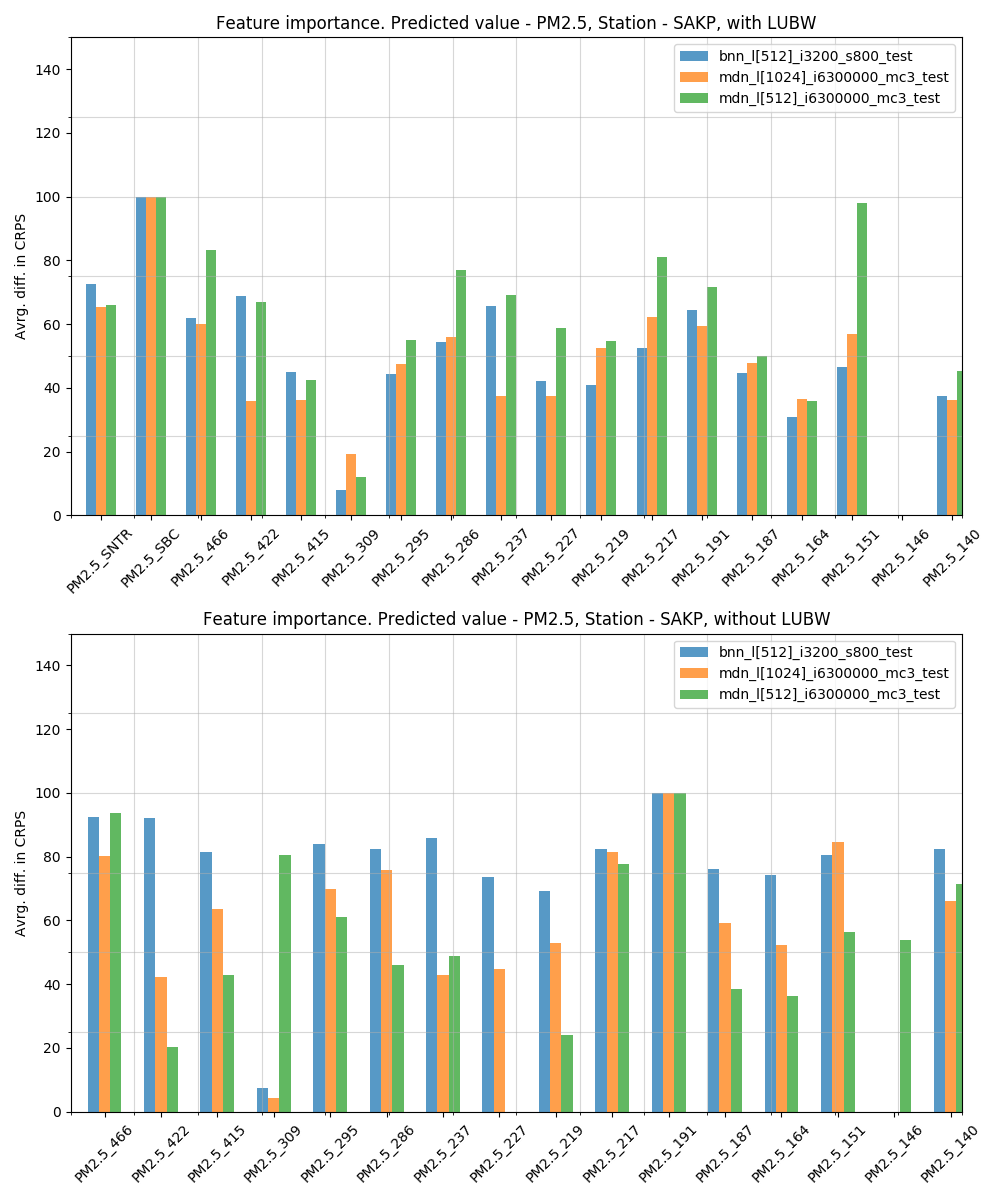 Feature importance. Predicted value - PM2.5, Station - SAKP, with LUBW
bnn_l[512]_i3200_s800_test
mdn_l[1024]_i6300000_mc3_test
mdn_l[512]_i6300000_mc3_test
Avrg. diff. in CRPS
140
120
100
80
60
40
20
0
PM2.5_SNTR
PM2.5_SBC
PM2.5_466
PM2.5_422
PM2.5_415
PM2.5_309
PM2.5_295
PM2.5_286
PM2.5_237
PM2.5_227
PM2.5_219
PM2.5_217
PM2.5_191
PM2.5_187
PM2.5_164
PM2.5_151
PM2.5_146
PM2.5_140
Feature importance. Predicted value - PM2.5, Station - SAKP, without LUBW
bnn_l[512]_i3200_s800_test
mdn_l[1024]_i6300000_mc3_test
mdn_l[512]_i6300000_mc3_test
Avrg. diff. in CRPS
140
120
100
80
60
40
20
0
PM2.5_466
PM2.5_422
PM2.5_415
PM2.5_309
PM2.5_295
PM2.5_286
PM2.5_237
PM2.5_227
PM2.5_219
PM2.5_217
PM2.5_191
PM2.5_187
PM2.5_164
PM2.5_151
PM2.5_146
PM2.5_140